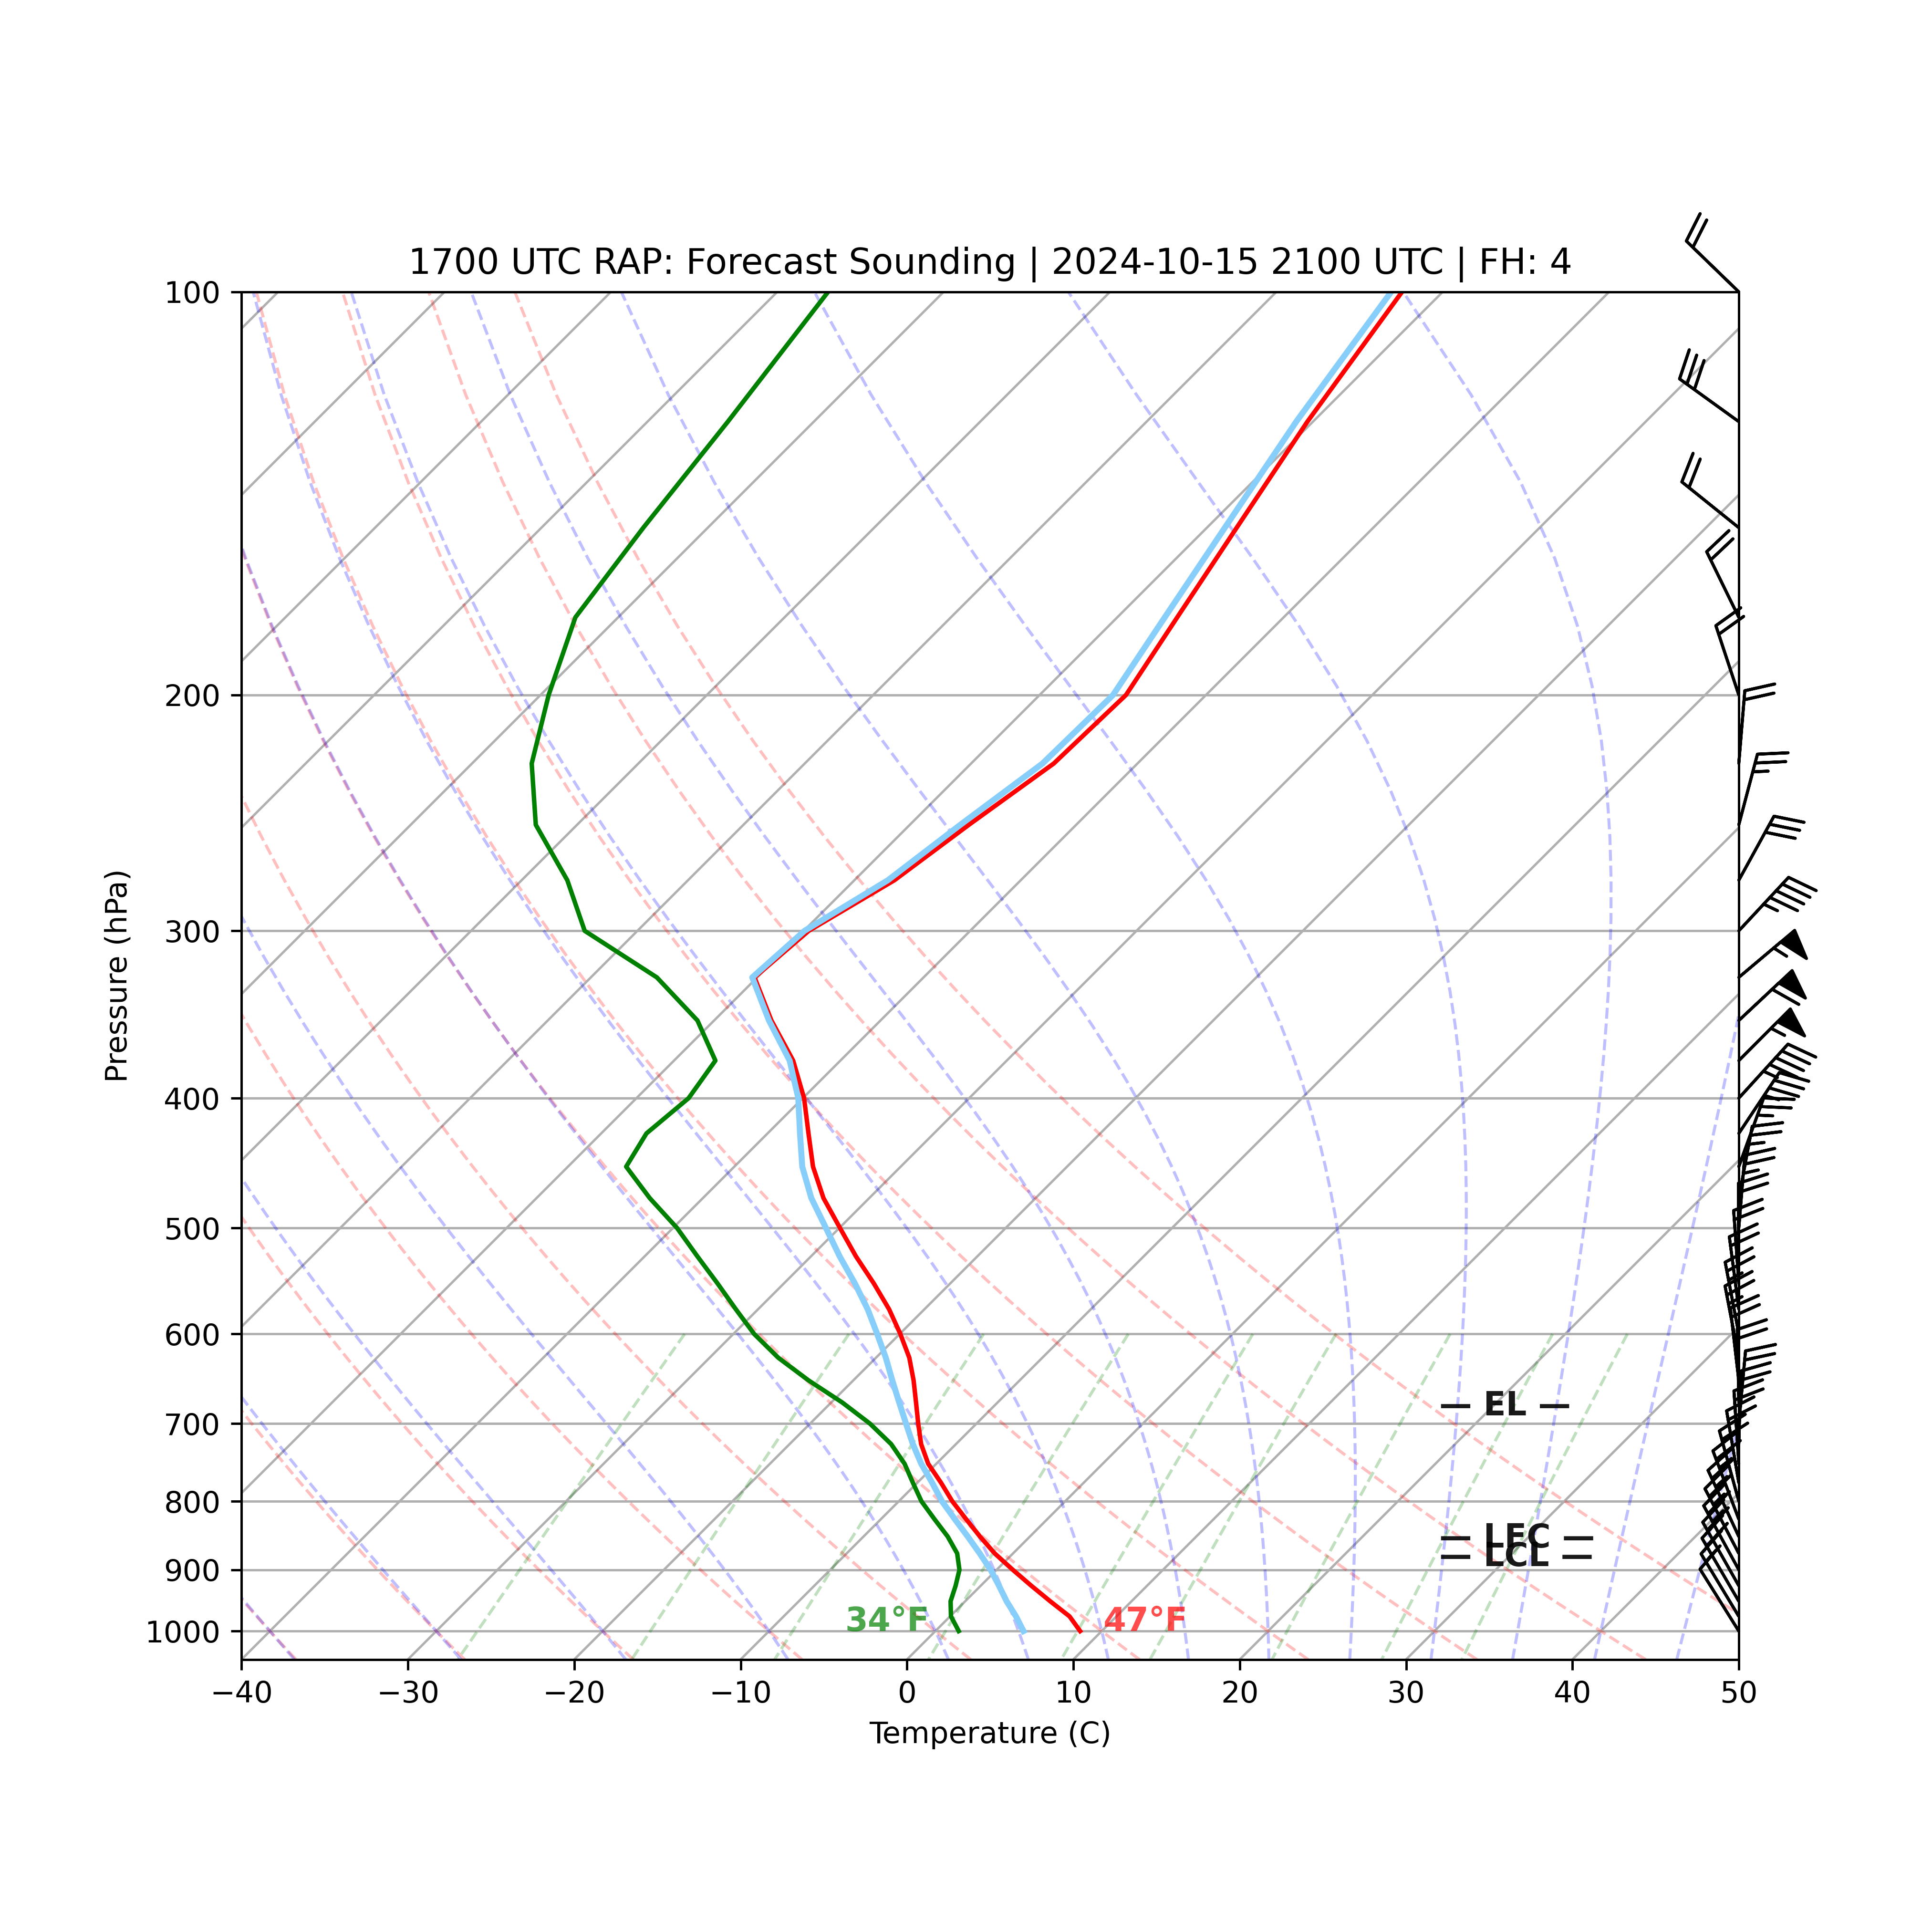 1700 UTC RAP: Forecast Sounding | 2024-10-15 2100 UTC | FH: 4
100
200
300
400
500
600
700
800
900
1000
Pressure (hPa)
— EL —
— LFC —
— LCL —
34°F
47°F
−40 −30 −20 −10 0 10 20 30 40 50
Temperature (C)